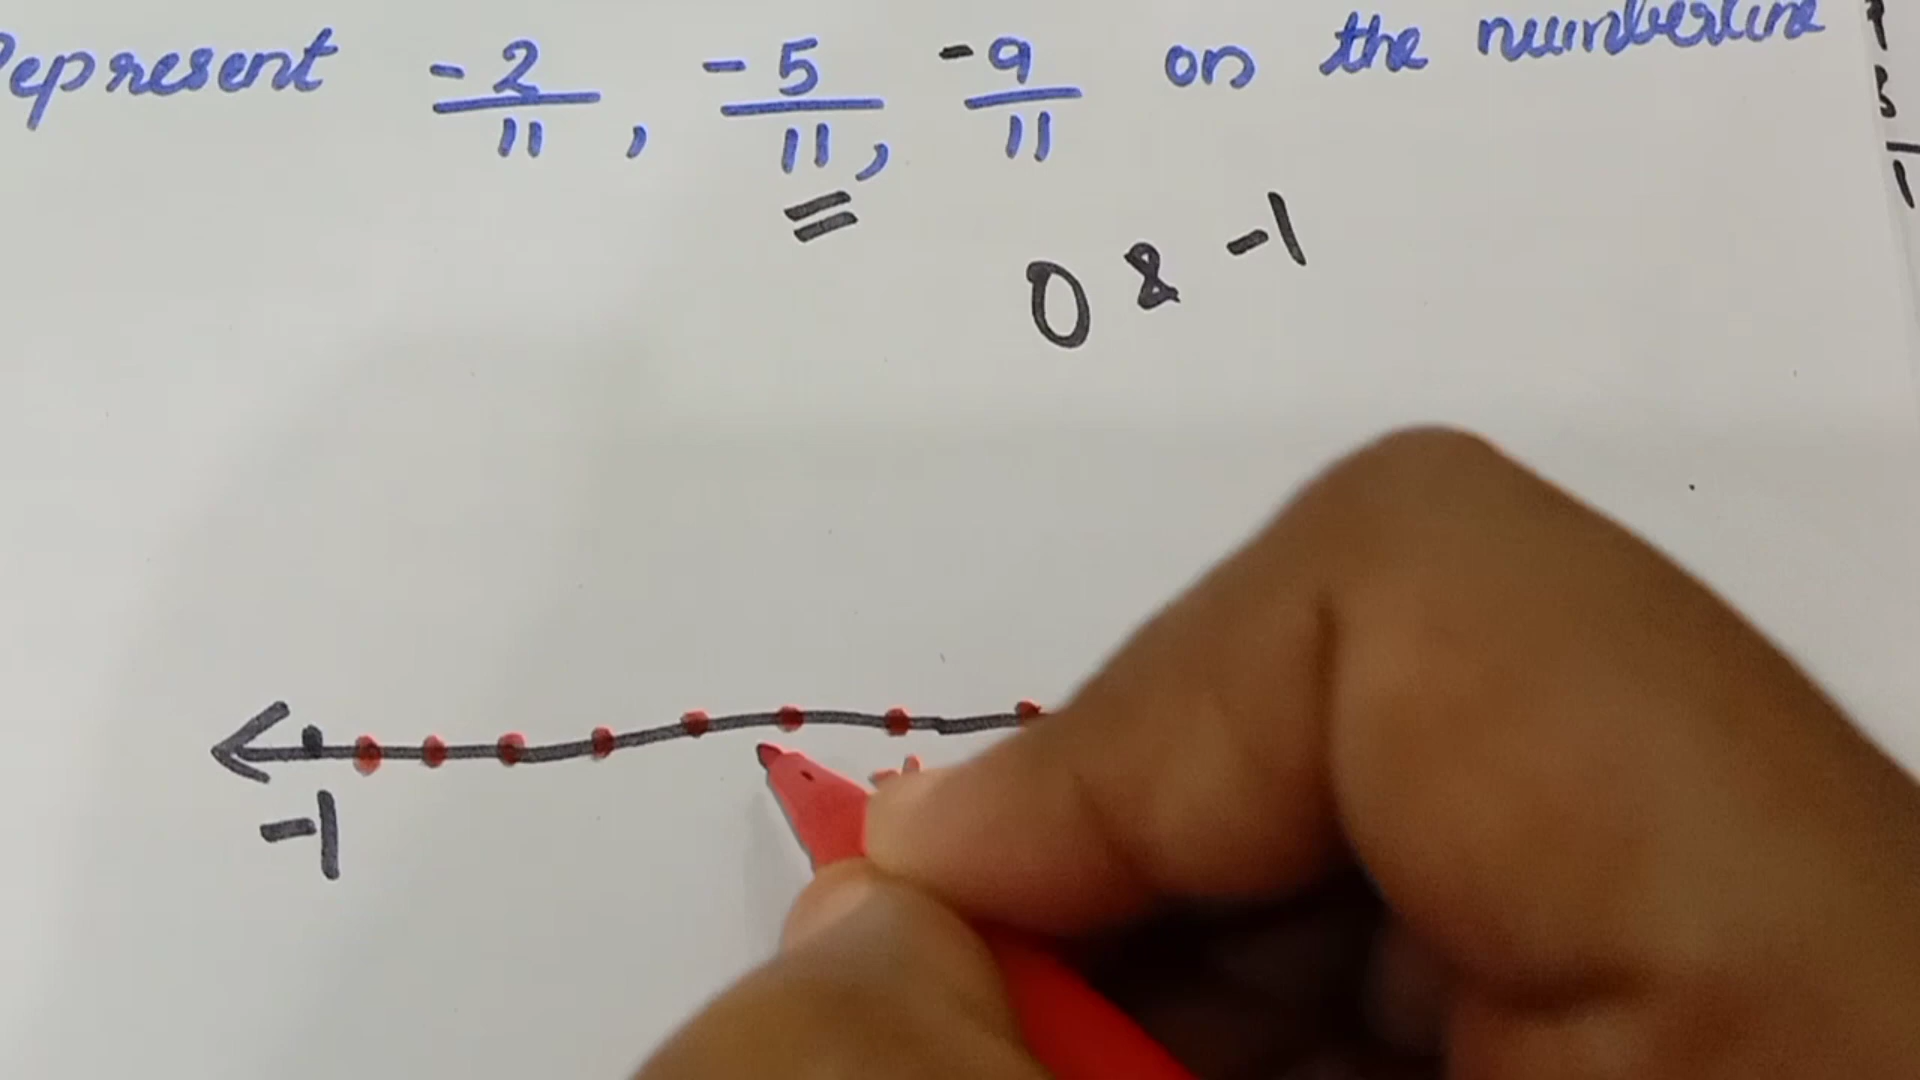 Represent -2/11, -5/11, -9/11 on the numberline
0 & -1
-1